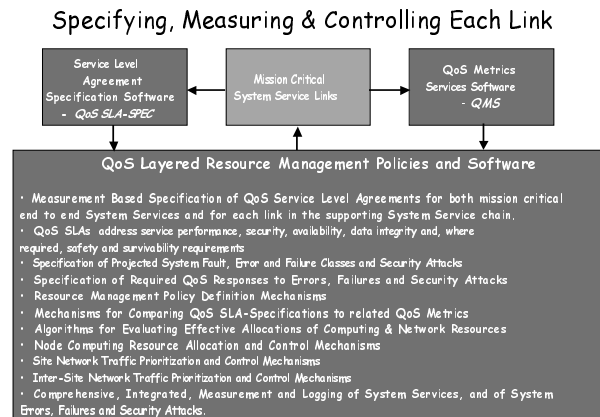 Specifying, Measuring & Controlling Each Link
Service Level
Agreement
Specification Software
- QoS SLA-SPEC
Mission Critical
System Service Links
QoS Metrics
Services Software
- QMS
QoS Layered Resource Management Policies and Software
• Measurement Based Specification of QoS Service Level Agreements for both mission critical
end to end System Services and for each link in the supporting System Service chain.
• QoS SLAs address service performance, security, availability, data integrity and, where
required, safety and survivability requirements
• Specification of Projected System Fault, Error and Failure Classes and Security Attacks
• Specification of Required QoS Responses to Errors, Failures and Security Attacks
• Resource Management Policy Definition Mechanisms
• Mechanisms for Comparing QoS SLA-Specifications to related QoS Metrics
• Algorithms for Evaluating Effective Allocations of Computing & Network Resources
• Node Computing Resource Allocation and Control Mechanisms
• Site Network Traffic Prioritization and Control Mechanisms
• Inter-Site Network Traffic Prioritization and Control Mechanisms
• Comprehensive, Integrated, Measurement and Logging of System Services, and of System
Errors, Failures and Security Attacks.